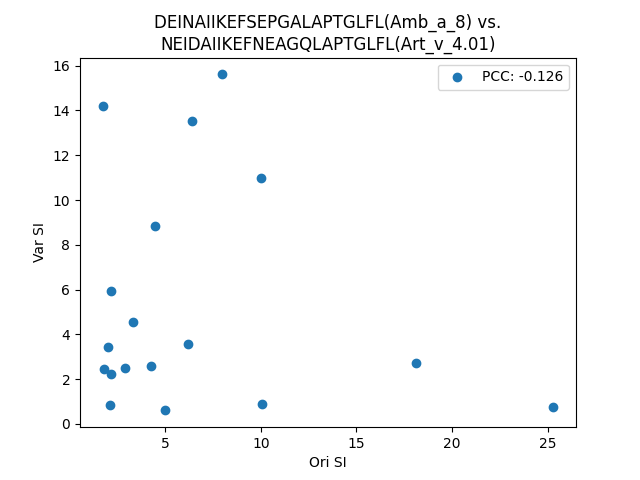 DEINAIIKEFSEPGALAPTGLFL(Amb_a_8) vs.
NEIDAIIKEFNEAGQLAPTGLFL(Art_v_4.01)
PCC: -0.126
16
14
12
10
8
6
4
2
0
Var SI
5
10
15
20
25
Ori SI